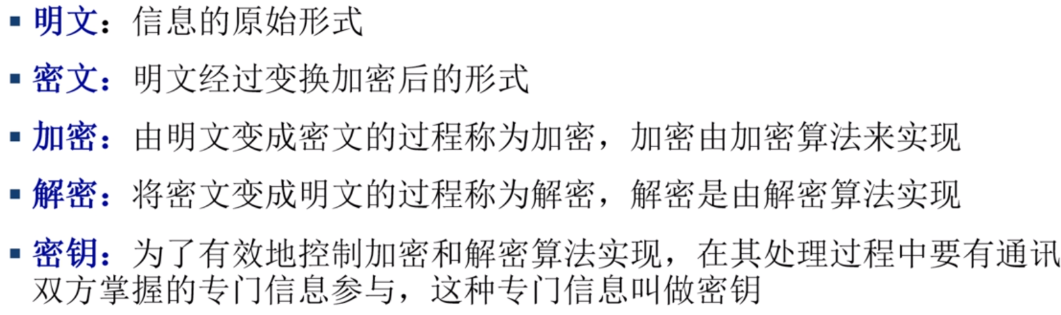 ▪ 明文：信息的原始形式
▪ 密文：明文经过变换加密后的形式
▪ 加密：由明文变成密文的过程称为加密，加密由加密算法来实现
▪ 解密：将密文变成明文的过程称为解密，解密是由解密算法实现
▪ 密钥：为了有效地控制加密和解密算法实现，在其处理过程中要有通讯
双方掌握的专门信息参与，这种专门信息叫做密钥